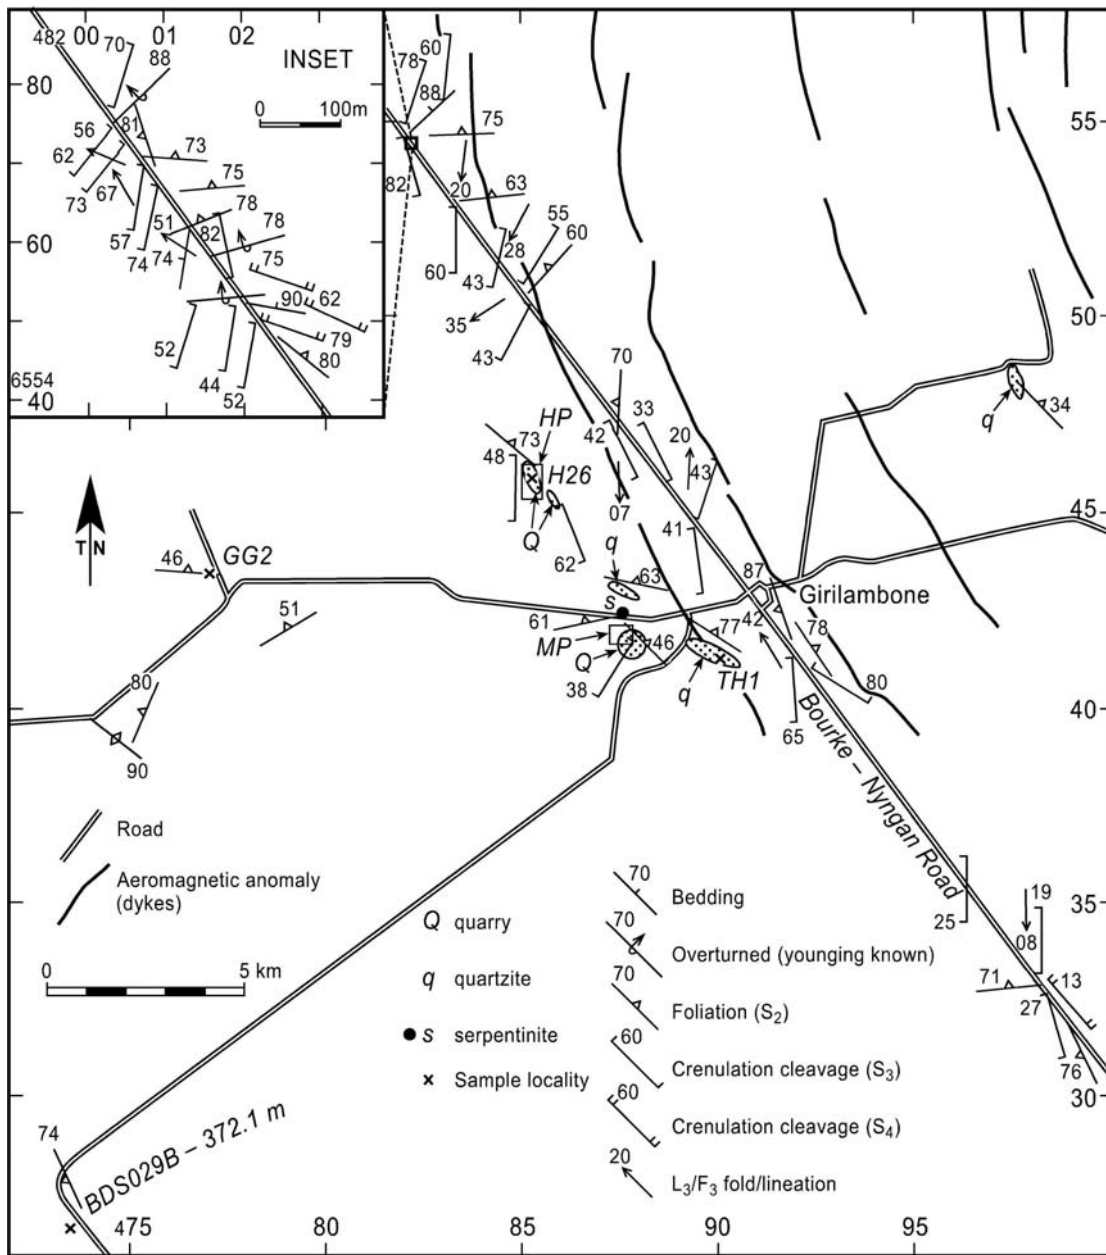 482 00 01 02
INSET
0 100m
70
88
80
56
81
62
73
73
67
75
57
51
78
82
78
74
60
75
90
62
52
79
80
44
52
6554
40
60
78
88
75
55
82
20
63
55
60
28
60
43
35
43
50
70
33
34
q
HP
73
42
20
48
43
H26
Q
07
41
45
62
q
T N
46
GG2
63
87
Girilambone
51
s
61
77
42
78
MP
Q
46
38
q
TH1
80
65
40
80
90
Bourke – Nyngan Road
Road
Aeromagnetic anomaly
(dykes)
0 5 km
Q quarry
q quartzite
s serpentinite
Sample locality
70 Bedding
70 Overturned (younging known)
70 Foliation (S2)
60 Crenulation cleavage (S3)
60 Crenulation cleavage (S4)
20 L3/F3 fold/lineation
25
19
35
08
71
13
27
76
30
74
BDS029B – 372.1 m
475 80 85 90 95